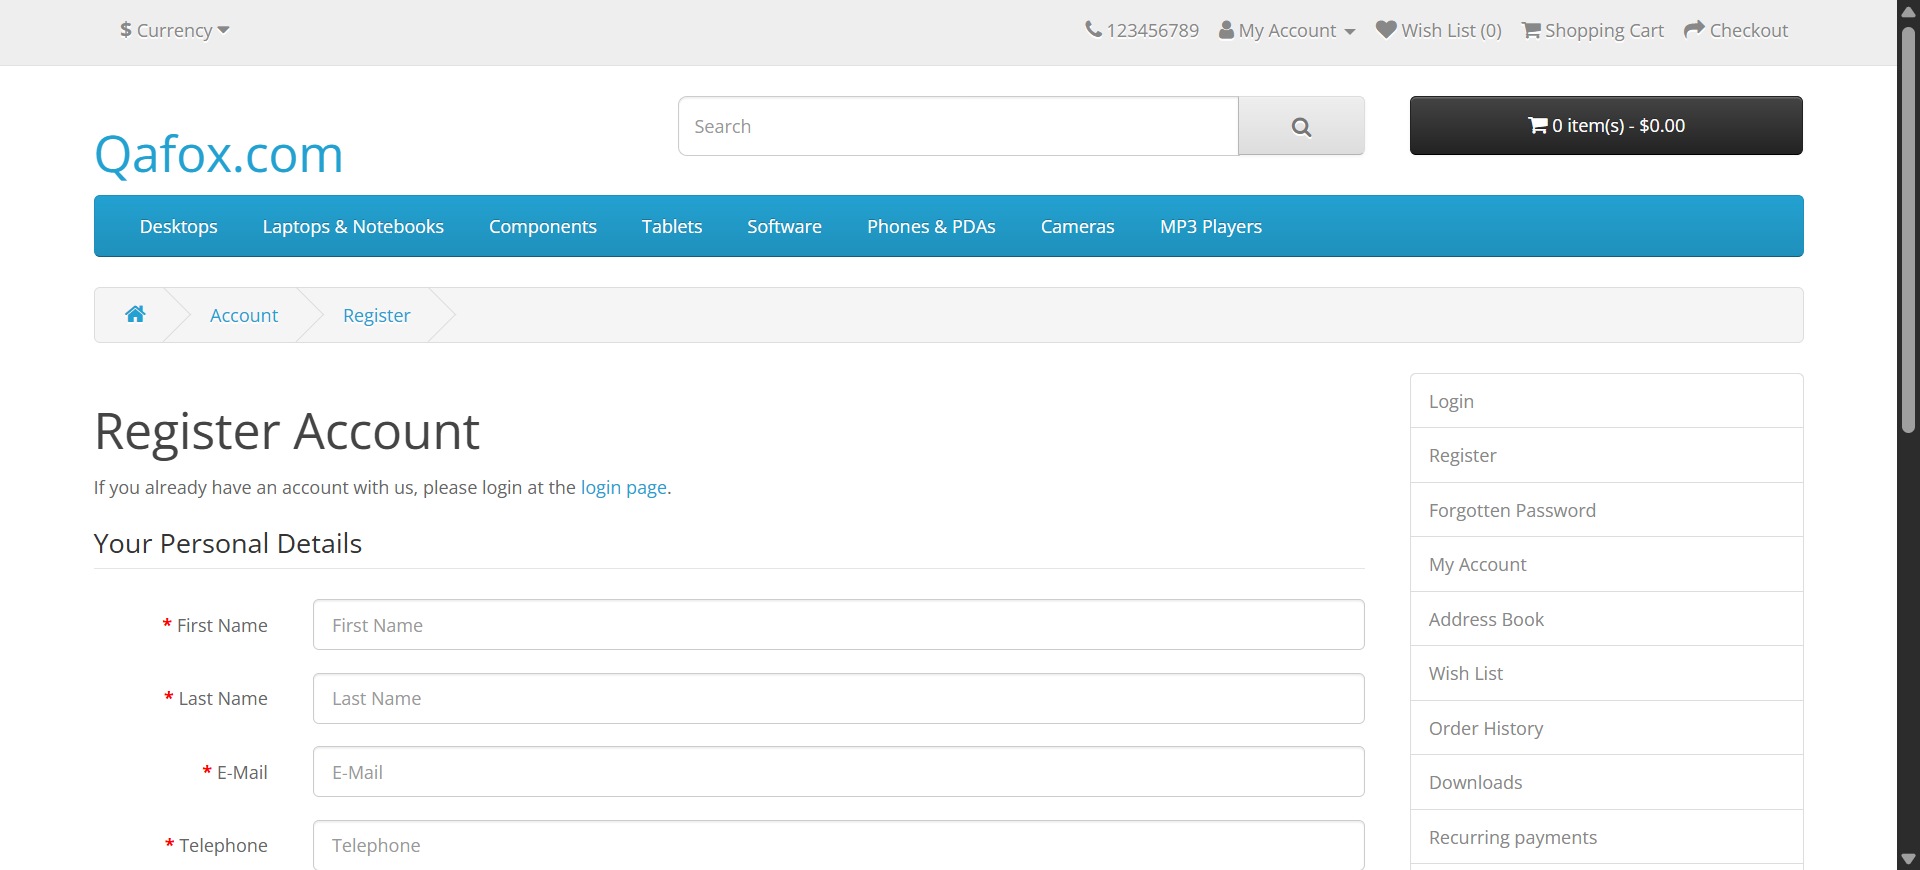 $ Currency
123456789 My Account Wish List (0) Shopping Cart Checkout
Qafox.com
Search
0 item(s) - $0.00
Desktops Laptops & Notebooks Components Tablets Software Phones & PDAs Cameras MP3 Players
Account Register
Register Account
If you already have an account with us, please login at the login page.
Your Personal Details
* First Name First Name
* Last Name Last Name
* E-Mail E-Mail
* Telephone Telephone
Login
Register
Forgotten Password
My Account
Address Book
Wish List
Order History
Downloads
Recurring payments